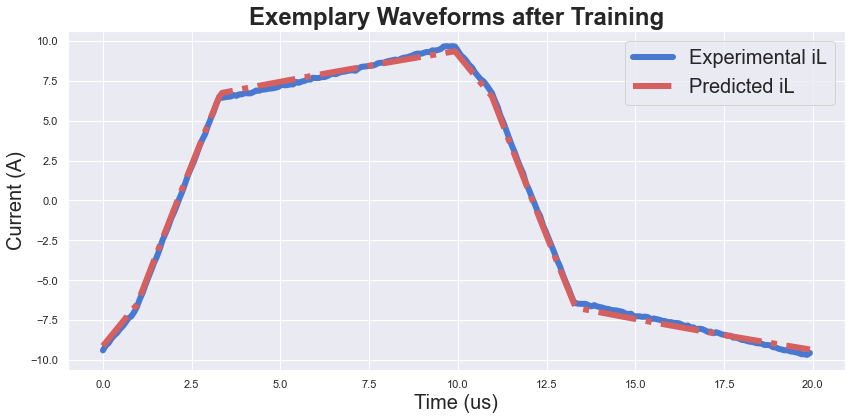 Exemplary Waveforms after Training
Experimental iL
Predicted iL
Current (A)
10.0
7.5
5.0
2.5
0.0
−2.5
−5.0
−7.5
−10.0
0.0 2.5 5.0 7.5 10.0 12.5 15.0 17.5 20.0
Time (us)